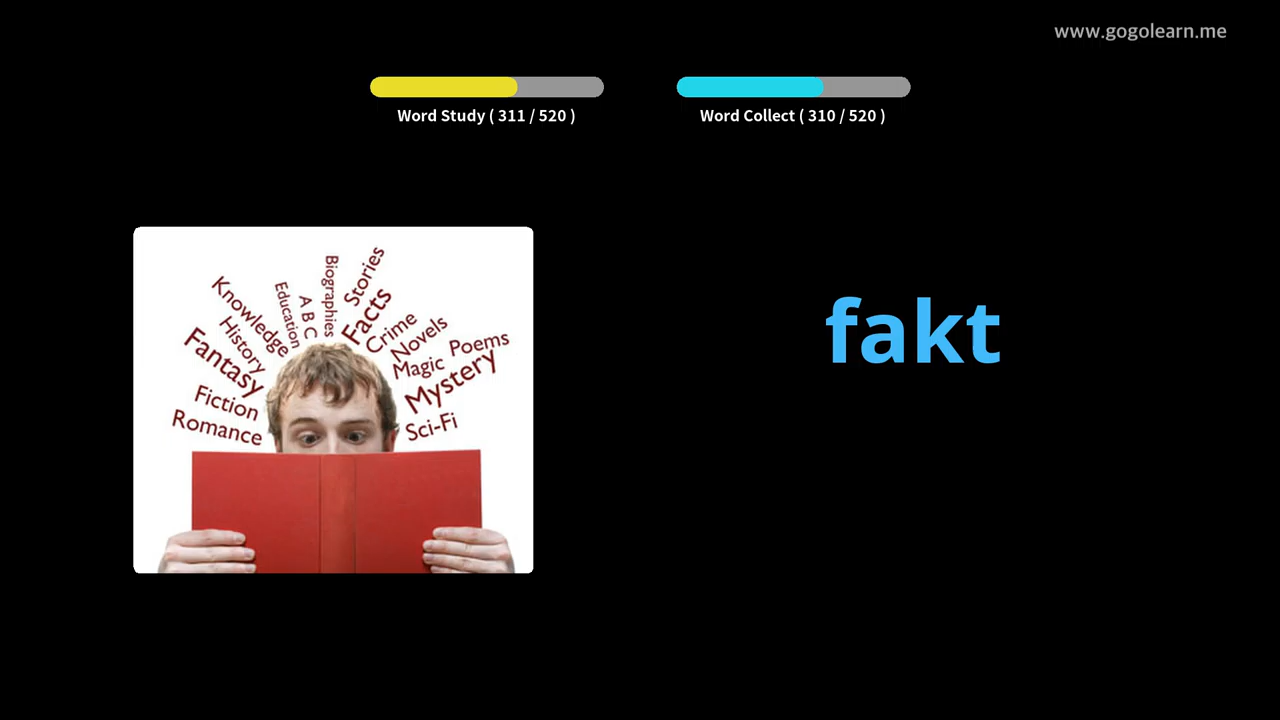 www.gogolearn.me
Word Study ( 311 / 520 )
Word Collect ( 310 / 520 )
fakt
Stories
Biographies
Facts
A B C
Education
Knowledge
History
Crime
Novels
Poems
Magic
Mystery
Fantasy
Fiction
Sci-Fi
Romance